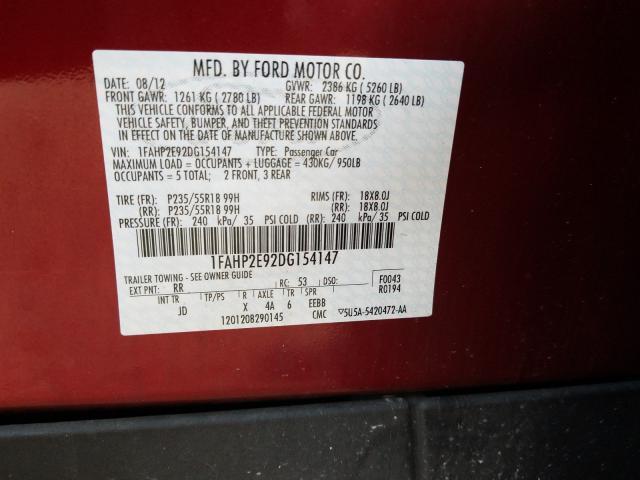 MFD. BY FORD MOTOR CO.
DATE: 08/12 GVWR: 2386 KG ( 5260 LB)
FRONT GAWR: 1261 KG ( 2780 LB) REAR GAWR: 1198 KG ( 2640 LB)
THIS VEHICLE CONFORMS TO ALL APPLICABLE FEDERAL MOTOR
VEHICLE SAFETY, BUMPER, AND THEFT PREVENTION STANDARDS
IN EFFECT ON THE DATE OF MANUFACTURE SHOWN ABOVE.
VIN: 1FAHP2E92DG154147 TYPE: Passenger Car
MAXIMUM LOAD = OCCUPANTS + LUGGAGE = 430KG/ 950LB
OCCUPANTS = 5 TOTAL; 2 FRONT, 3 REAR
TIRE (FR): P235/55R18 99H RIMS (FR): 18X8.0J
(RR): P235/55R18 99H (RR): 18X8.0J
PRESSURE (FR): 240 kPa/ 35 PSI COLD (RR): 240 kPa/ 35 PSI COLD
1FAHP2E92DG154147
TRAILER TOWING - SEE OWNER GUIDE
EXT PNT: RR RC: 53 DSO: F0043
R0194
INT TR TP/PS R AXLE TR SPR
JD X 4A 6 EEBB
1201208290145 CMC ▽5U5A-5420472-AA